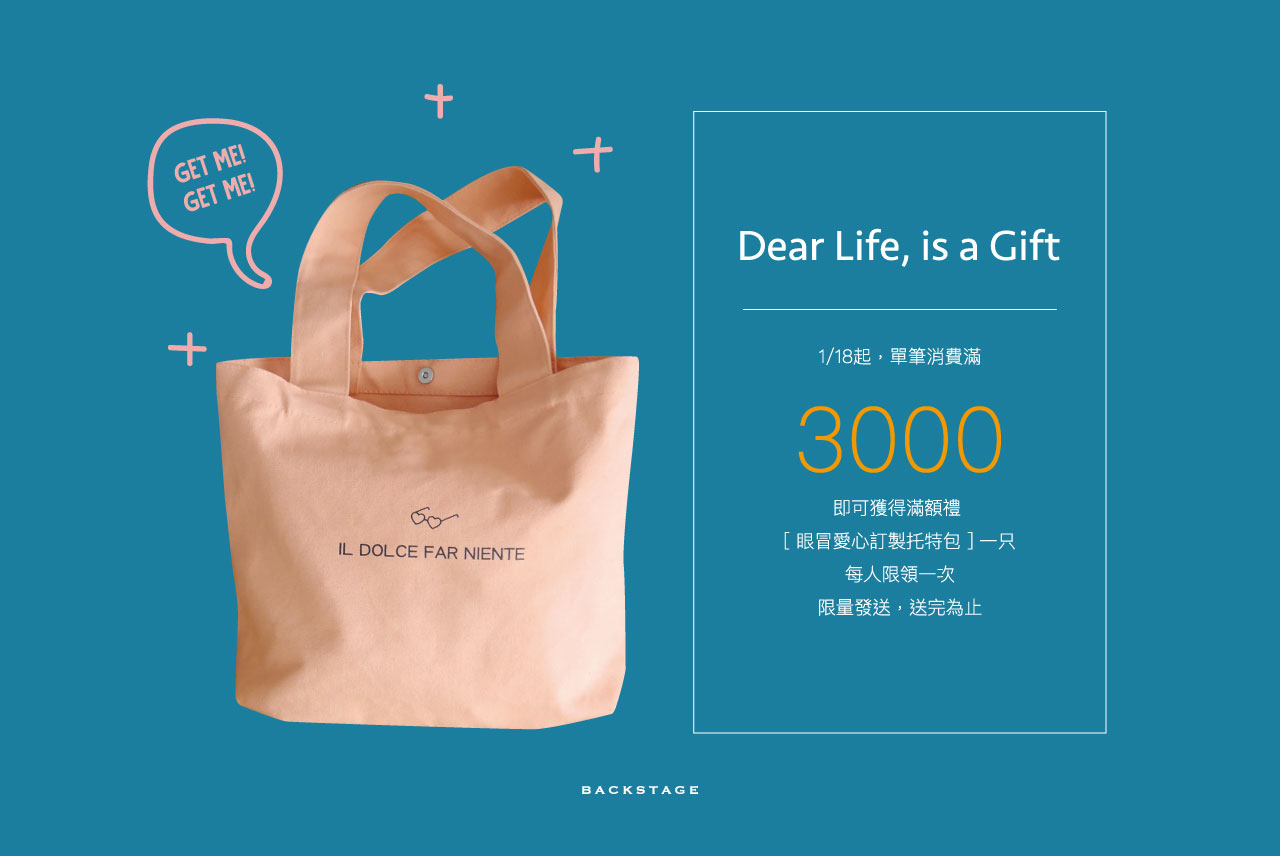 GET ME!
GET ME!
IL DOLCE FAR NIENTE
Dear Life, is a Gift
1/18起，單筆消費滿
3000
即可獲得滿額禮
[ 眼冒愛心訂製托特包 ] 一只
每人限領一次
限量發送，送完為止
BACKSTAGE